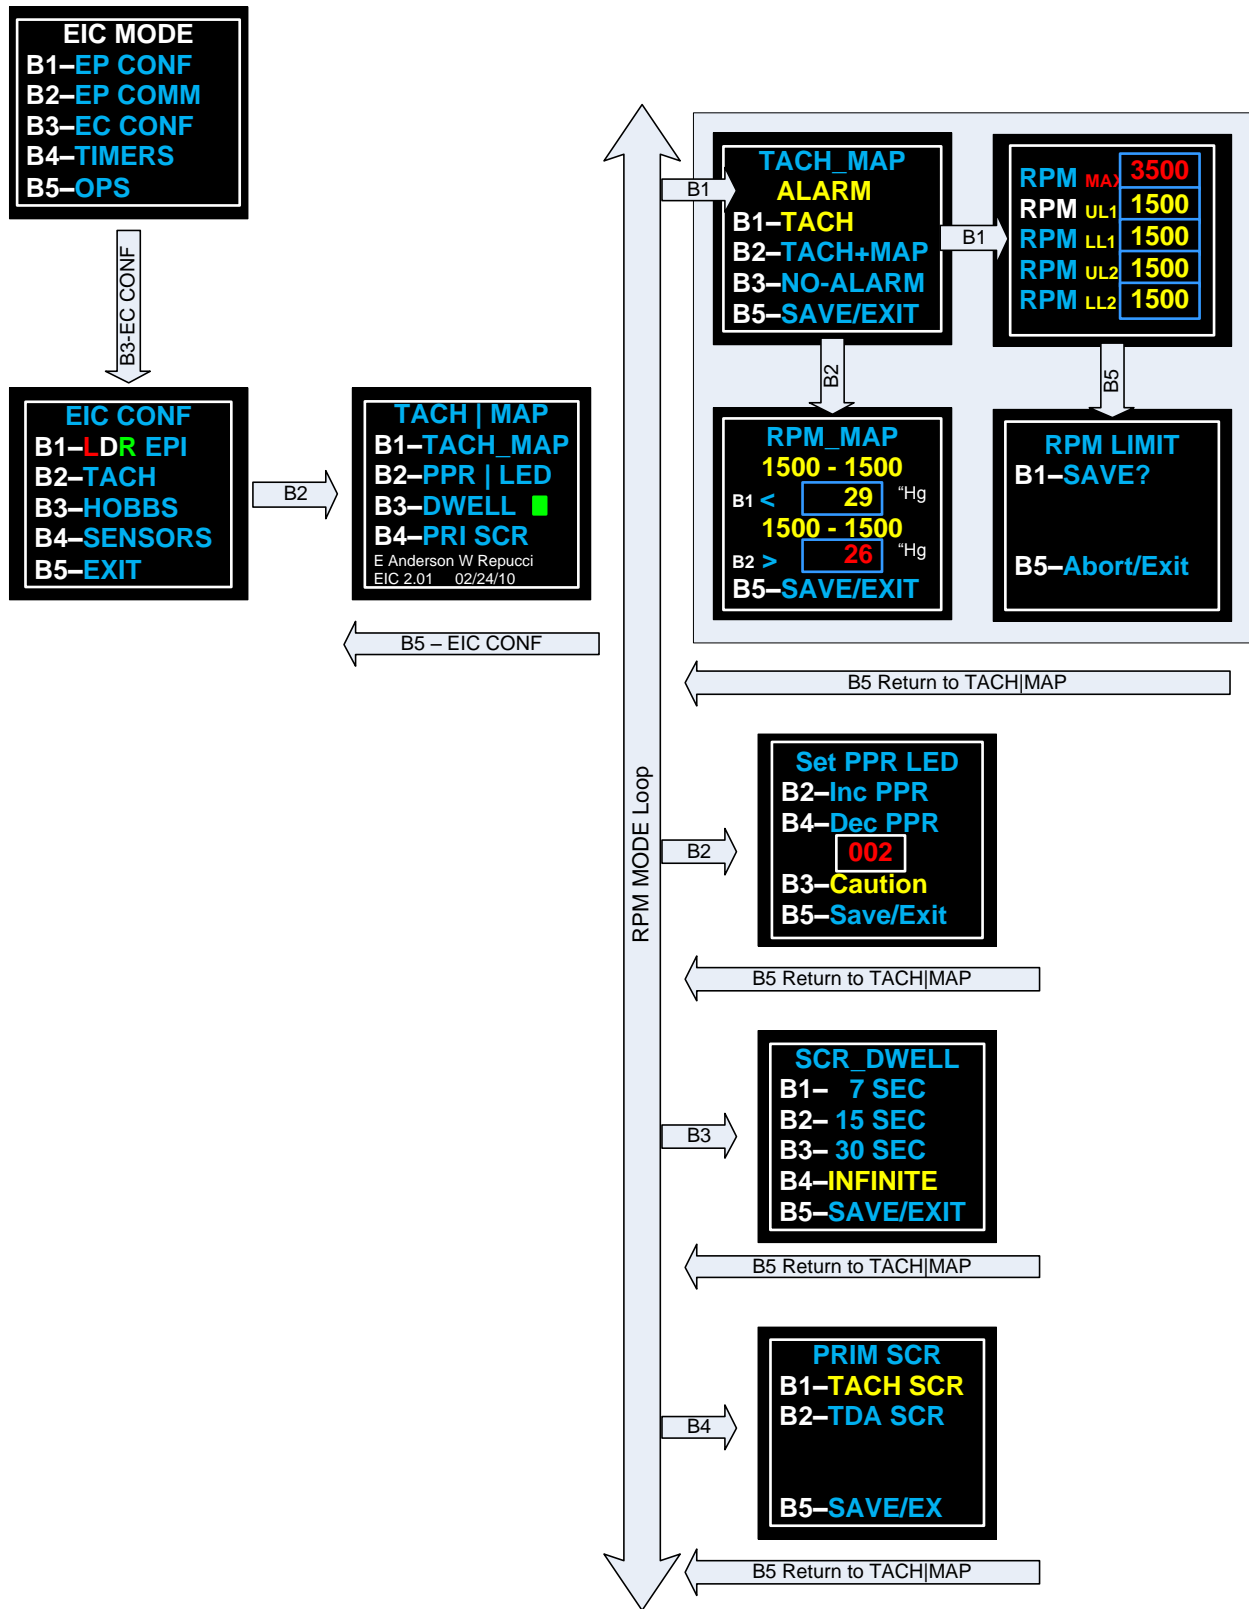 EIC MODE
B1–EP CONF
B2–EP COMM
B3–EC CONF
B4–TIMERS
B5–OPS
B3-EC CONF
EIC CONF
B1–LDR EPI
B2–TACH
B3–HOBBS
B4–SENSORS
B5–EXIT
B2
TACH | MAP
B1–TACH_MAP
B2–PPR | LED
B3–DWELL
B4–PRI SCR
E Anderson W Repucci
EIC 2.01 02/24/10
B5 – EIC CONF
RPM MODE Loop
B1
TACH_MAP
ALARM
B1–TACH
B2–TACH+MAP
B3–NO-ALARM
B5–SAVE/EXIT
B1
RPM MAX 3500
RPM UL1 1500
RPM LL1 1500
RPM UL2 1500
RPM LL2 1500
B2
B5
RPM_MAP
1500 - 1500
B1 < 29 “Hg
1500 - 1500
B2 > 26 “Hg
B5–SAVE/EXIT
RPM LIMIT
B1–SAVE?
B5–Abort/Exit
B5 Return to TACH|MAP
B2
Set PPR LED
B2–Inc PPR
B4–Dec PPR
002
B3–Caution
B5–Save/Exit
B5 Return to TACH|MAP
B3
SCR_DWELL
B1– 7 SEC
B2– 15 SEC
B3– 30 SEC
B4–INFINITE
B5–SAVE/EXIT
B5 Return to TACH|MAP
B4
PRIM SCR
B1–TACH SCR
B2–TDA SCR
B5–SAVE/EX
B5 Return to TACH|MAP